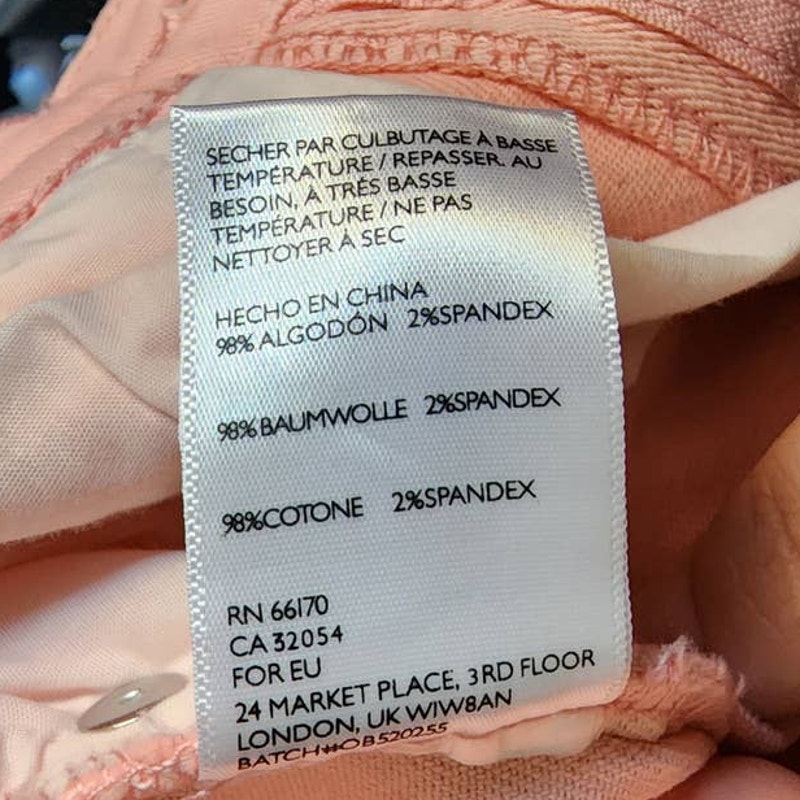 SECHER PAR CULBUTAGE À BASSE
TEMPÉRATURE / REPASSER. AU
BESOIN, À TRÉS BASSE
TEMPÉRATURE / NE PAS
NETTOYER À SEC
HECHO EN CHINA
98% ALGODÓN 2%SPANDEX
98% BAUMWOLLE 2%SPANDEX
98%COTONE 2%SPANDEX
RN 66170
CA 32054
FOR EU
24 MARKET PLACE, 3RD FLOOR
LONDON, UK W1W8AN
BATCH#OB520255